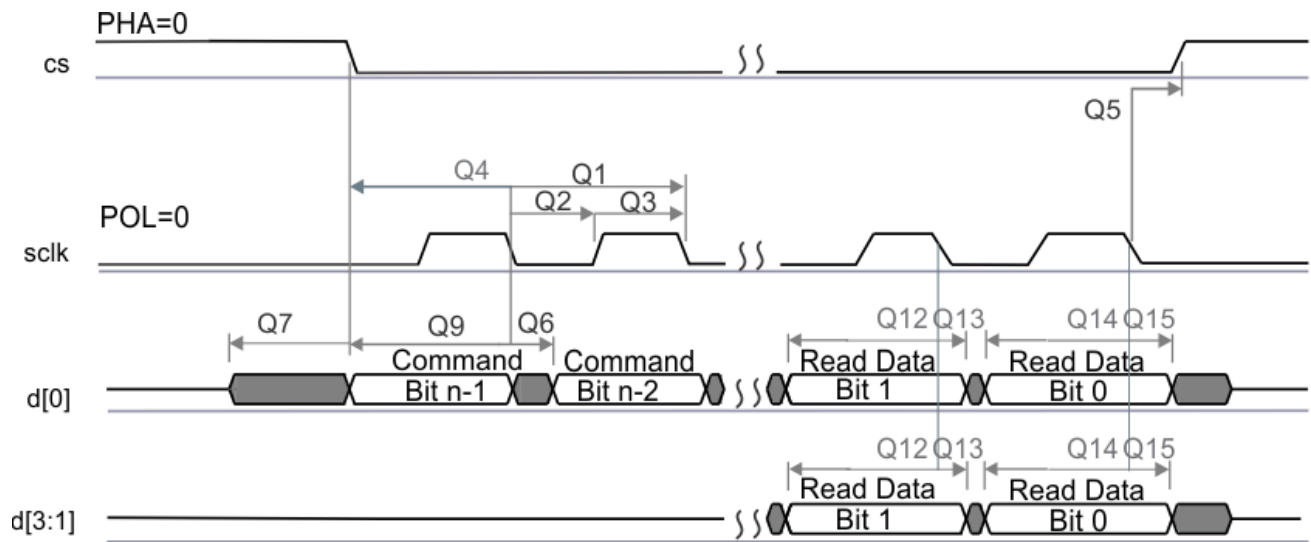 PHA=0
cs
Q5
Q4 Q1
Q2 Q3
POL=0
sclk
Q7 Q9 Q6 Q12 Q13 Q14 Q15
Command Command Read Data Read Data
d[0] Bit n-1 Bit n-2 Bit 1 Bit 0
Q12 Q13 Q14 Q15
Read Data Read Data
d[3:1] Bit 1 Bit 0